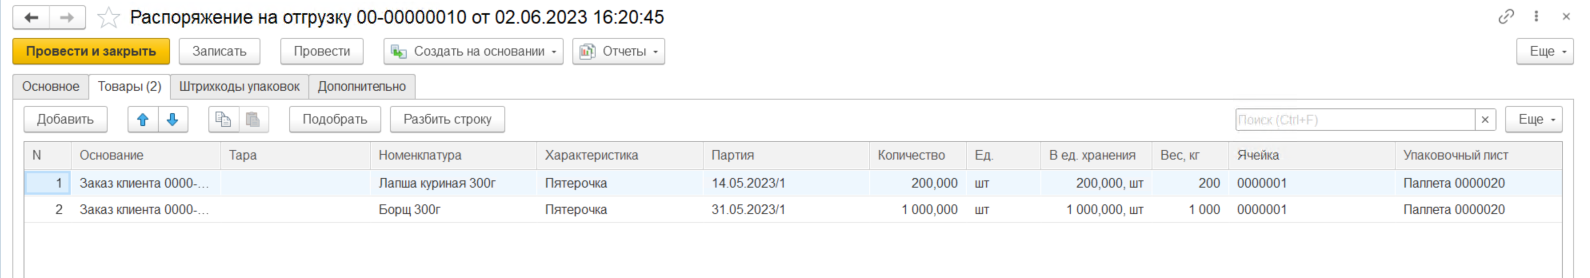 Распоряжение на отгрузку 00-00000010 от 02.06.2023 16:20:45
Провести и закрыть Записать Провести Создать на основании Отчеты Еще
Основное Товары (2) Штрихкоды упаковок Дополнительно
Добавить Подобрать Разбить строку Поиск (Ctrl+F) × Еще
N Основание Тара Номенклатура Характеристика Партия Количество Ед. В ед. хранения Вес, кг Ячейка Упаковочный лист
1 Заказ клиента 0000-... Лапша куриная 300г Пятерочка 14.05.2023/1 200,000 шт 200,000, шт 200 0000001 Паллета 0000020
2 Заказ клиента 0000-... Борщ 300г Пятерочка 31.05.2023/1 1 000,000 шт 1 000,000, шт 1 000 0000001 Паллета 0000020